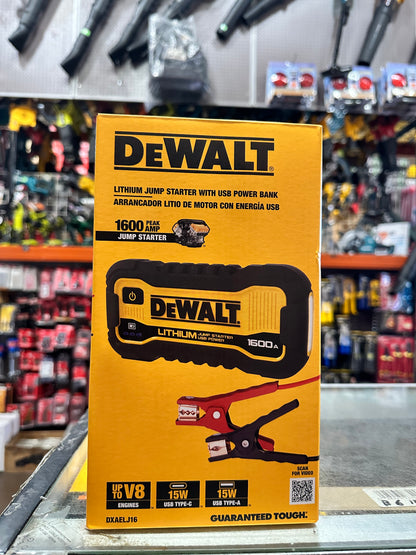 DEWALT®
LITHIUM JUMP STARTER WITH USB POWER BANK
ARRANCADOR LITIO DE MOTOR CON ENERGÍA USB
1600 PEAK AMP
JUMP STARTER
DEWALT
LITHIUM JUMP STARTER USB POWER
1600A
UP TO V8 ENGINES
15W USB TYPE-C
15W USB TYPE-A
SCAN FOR VIDEO
DXAELJ16
GUARANTEED TOUGH.®